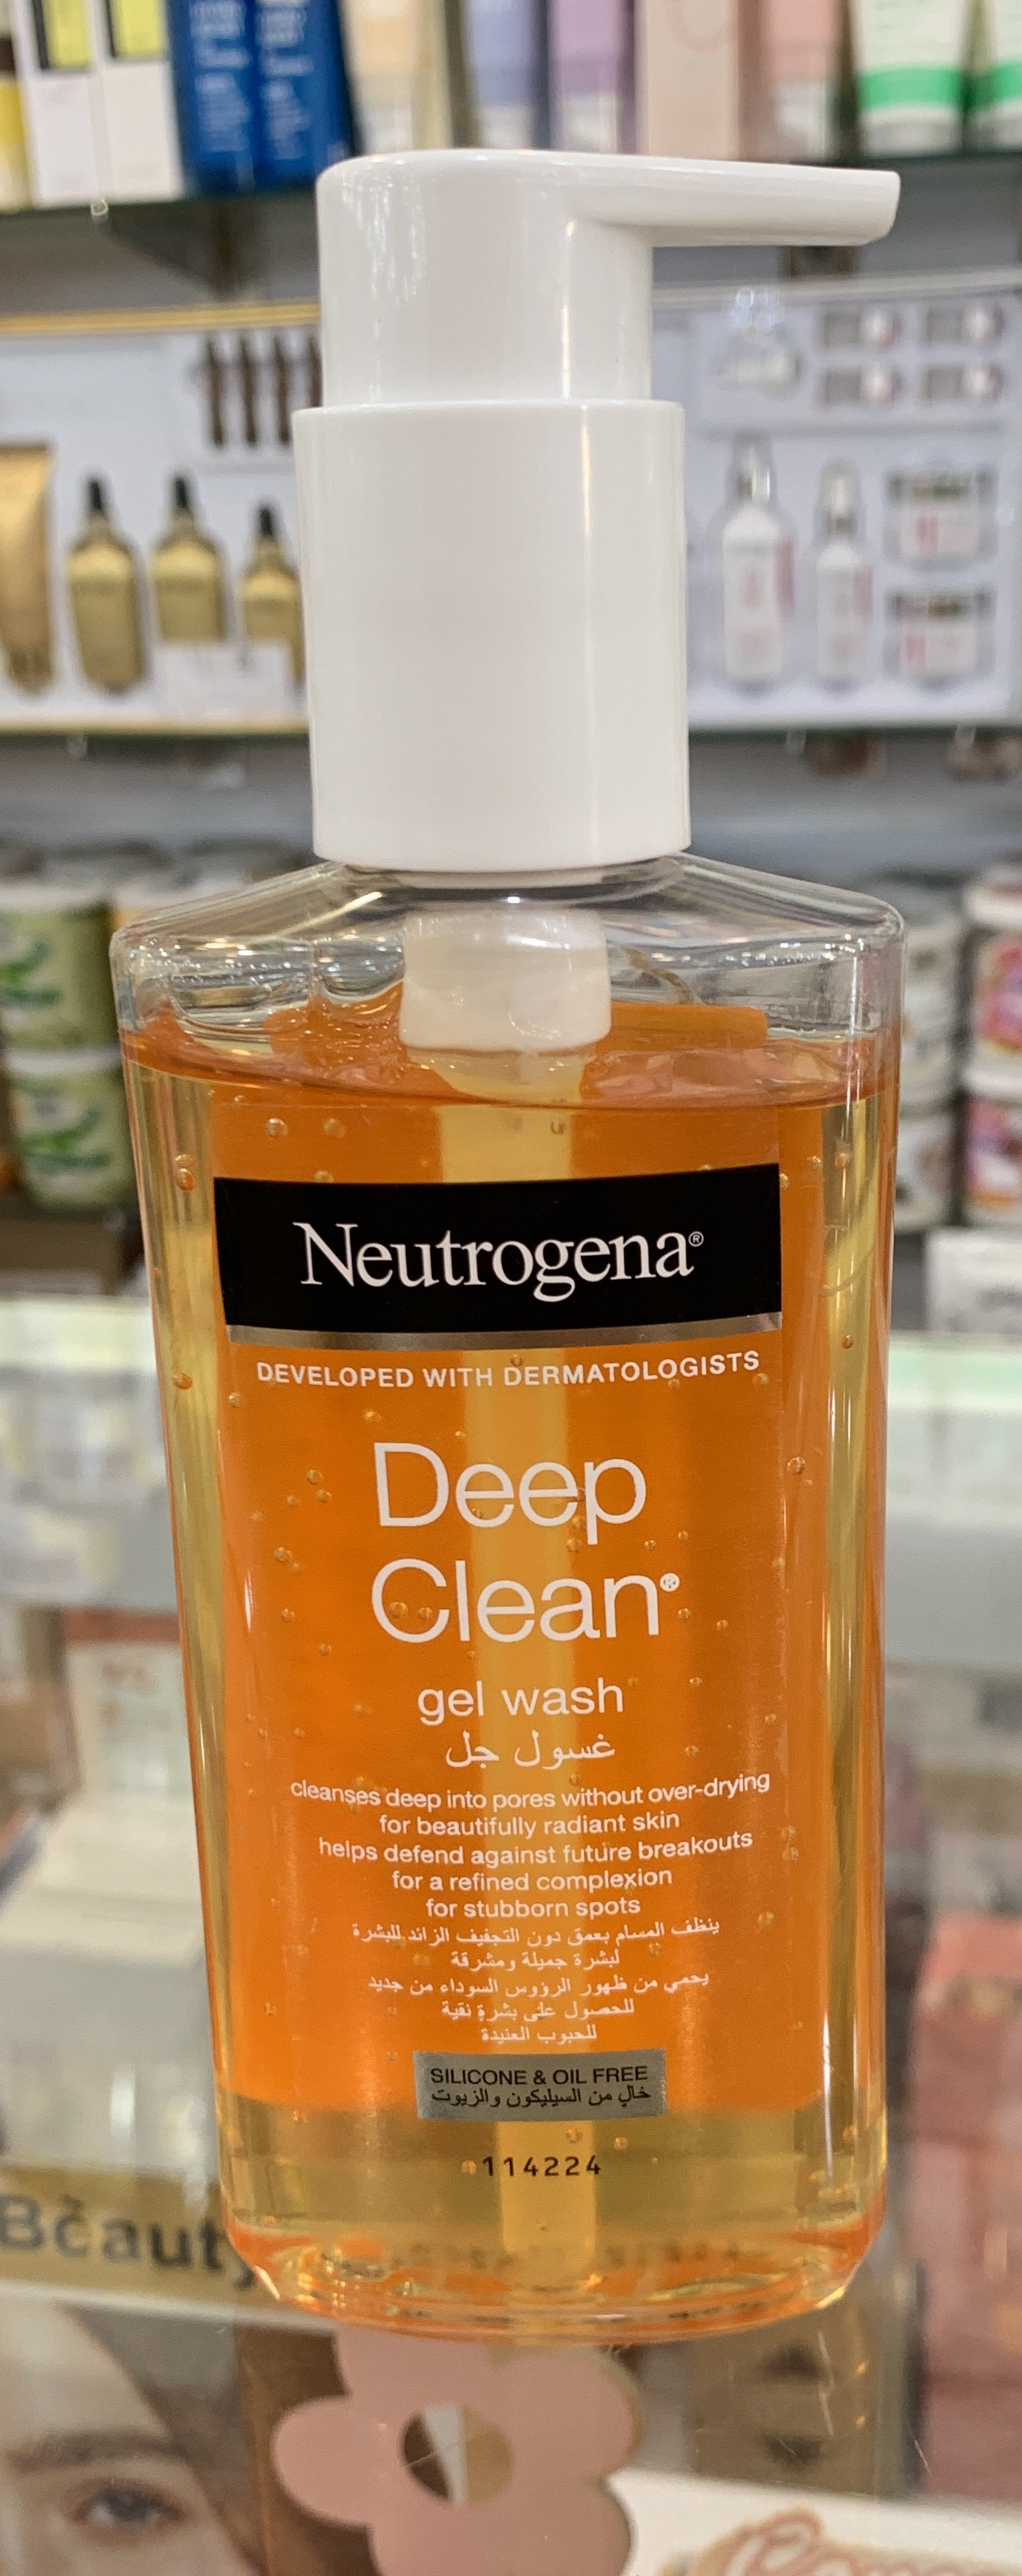 Neutrogena®
DEVELOPED WITH DERMATOLOGISTS
Deep
Clean®
gel wash
غسول جل
cleanses deep into pores without over-drying
for beautifully radiant skin
helps defend against future breakouts
for a refined complexion
for stubborn spots
ينظف المسام بعمق دون التجفيف الزائد للبشرة
لبشرة جميلة ومشرقة
يحمي من ظهور الرؤوس السوداء من جديد
للحصول على بشرة نقية
للحبوب العنيدة
SILICONE & OIL FREE
خالٍ من السيليكون والزيوت
114224
Beauty